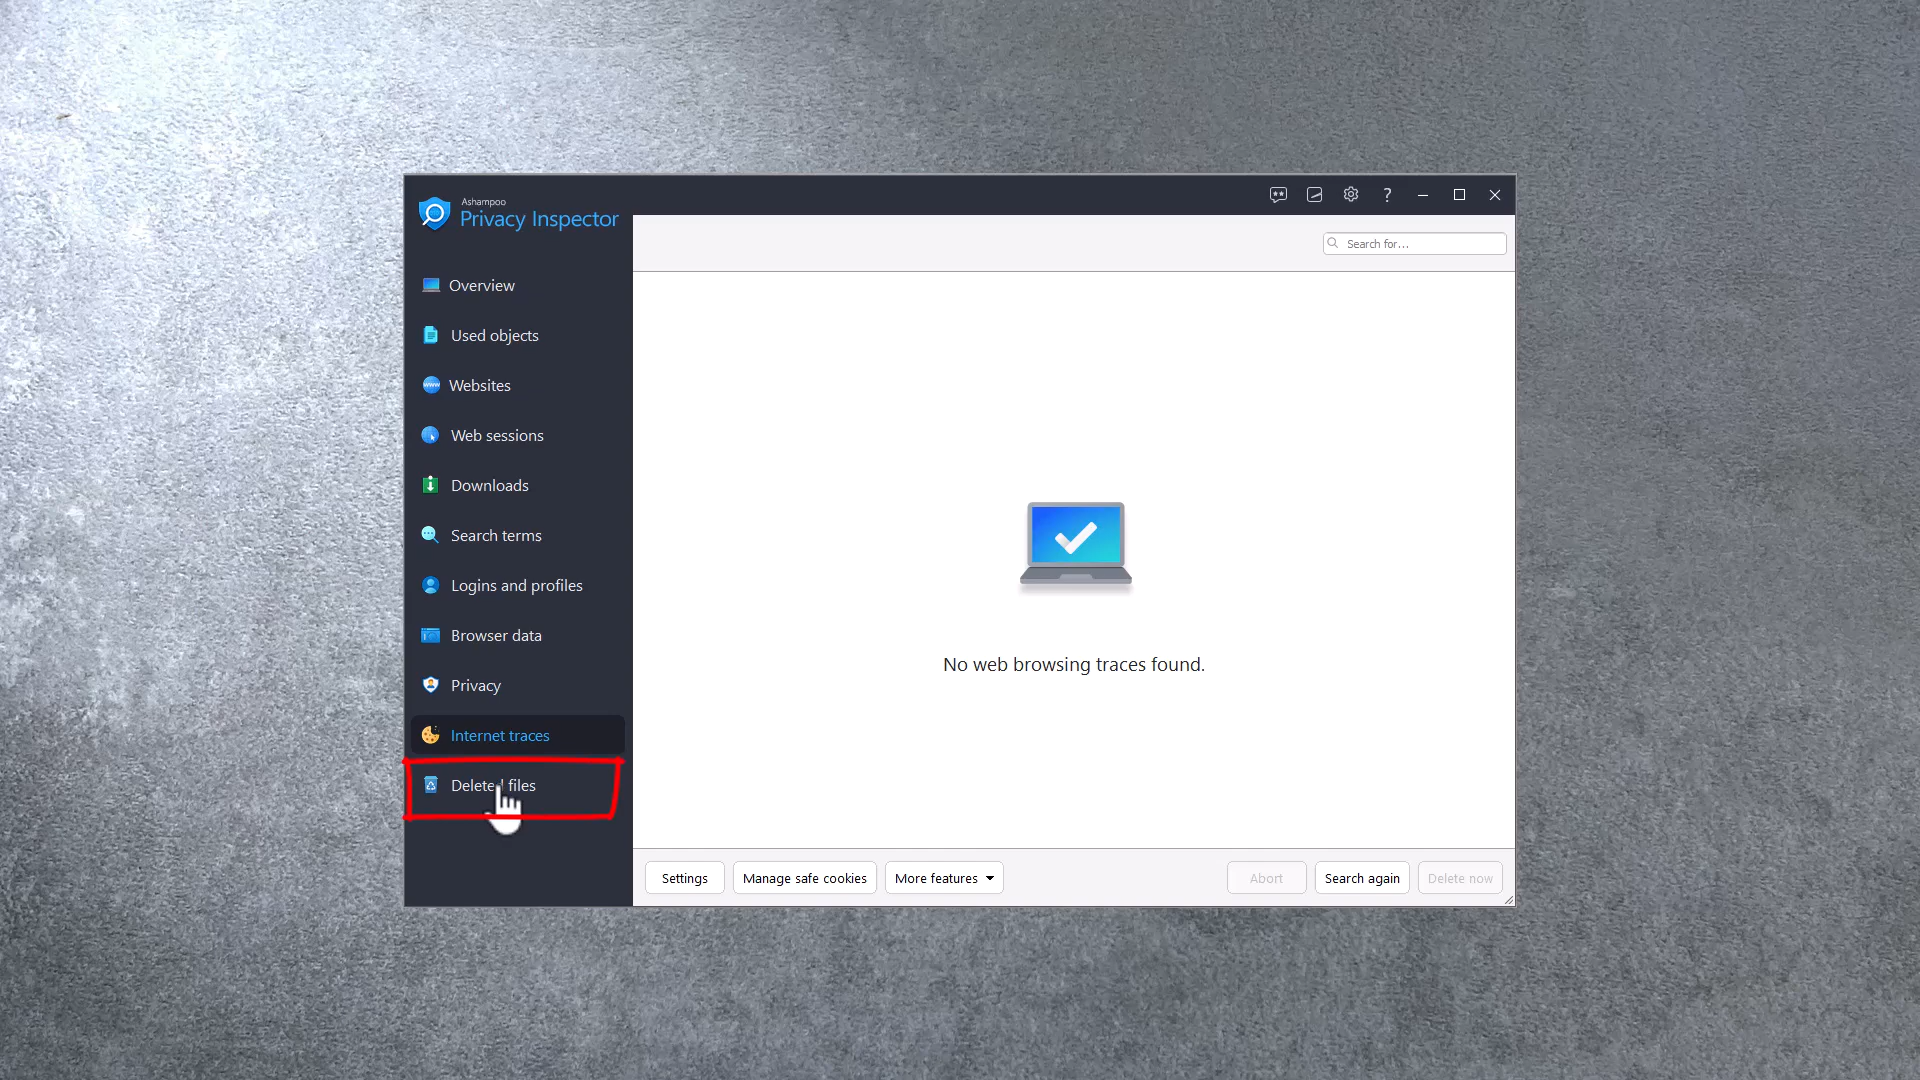 Ashampoo
Privacy Inspector
?
Search for...
Overview
Used objects
Websites
Web sessions
Downloads
Search terms
Logins and profiles
Browser data
Privacy
Internet traces
Deleted files
No web browsing traces found.
Settings
Manage safe cookies
More features
Abort
Search again
Delete now